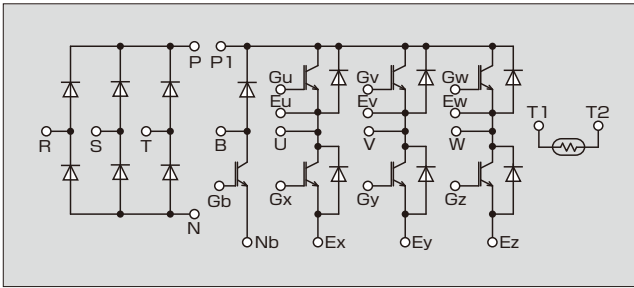 P P1
Gu Gv Gw
Eu Ev Ew
T1 T2
R S T B U V W
Gb Gx Gy Gz
N
Nb Ex Ey Ez